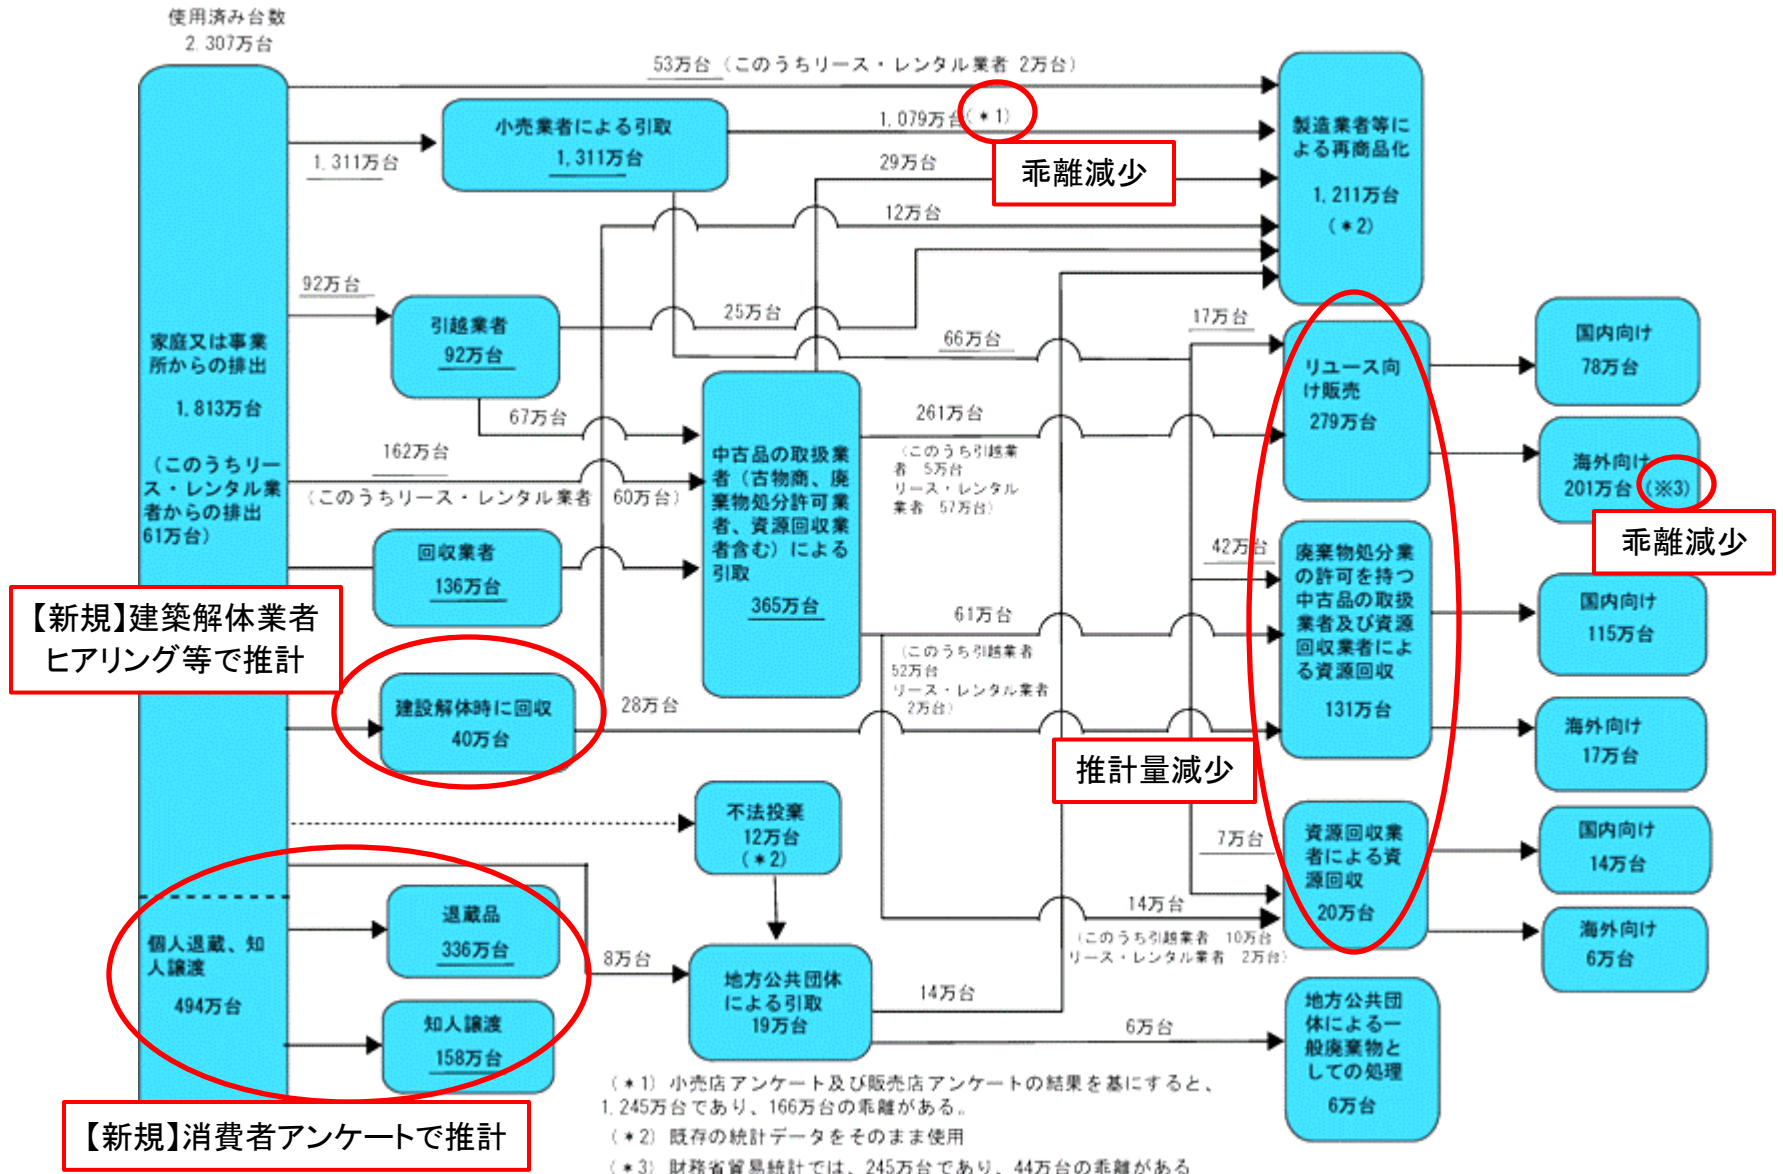 使用済み台数
2,307万台
家庭又は事業
所からの排出
1,813万台
（このうちリー
ス・レンタル業
者からの排出
61万台）
個人退蔵、知
人譲渡
494万台
53万台（このうちリース・レンタル業者 2万台）
1,311万台
小売業者による引取
1,311万台
1,079万台（＊1）
乖離減少
29万台
12万台
製造業者等に
よる再商品化
1,211万台
（＊2）
92万台
引越業者
92万台
25万台
66万台
17万台
67万台
162万台
（このうちリース・レンタル業者 60万台）
回収業者
136万台
中古品の取扱業
者（古物商、廃
棄物処分許可業
者、資源回収業
者含む）による
引取
365万台
261万台
（このうち引越業
者 5万台
リース・レンタル
業者 57万台）
リユース向
け販売
279万台
国内向け
78万台
海外向け
201万台（※3）
乖離減少
【新規】建築解体業者
ヒアリング等で推計
建設解体時に回収
40万台
28万台
42万台
61万台
（このうち引越業者
52万台
リース・レンタル業者
2万台）
廃棄物処分業
の許可を持つ
中古品の取扱
業者及び資源
回収業者によ
る資源回収
131万台
国内向け
115万台
海外向け
17万台
推計量減少
不法投棄
12万台
（＊2）
7万台
14万台
（このうち引越業者 10万台
リース・レンタル業者 2万台）
資源回収業
者による資
源回収
20万台
国内向け
14万台
海外向け
6万台
退蔵品
336万台
知人譲渡
158万台
8万台
地方公共団体
による引取
19万台
14万台
6万台
地方公共団
体による一
般廃棄物と
しての処理
6万台
【新規】消費者アンケートで推計
（＊1）小売店アンケート及び販売店アンケートの結果を基にすると、
1,245万台であり、166万台の乖離がある。
（＊2）既存の統計データをそのまま使用
（＊3）財務省貿易統計では、245万台であり、44万台の乖離がある